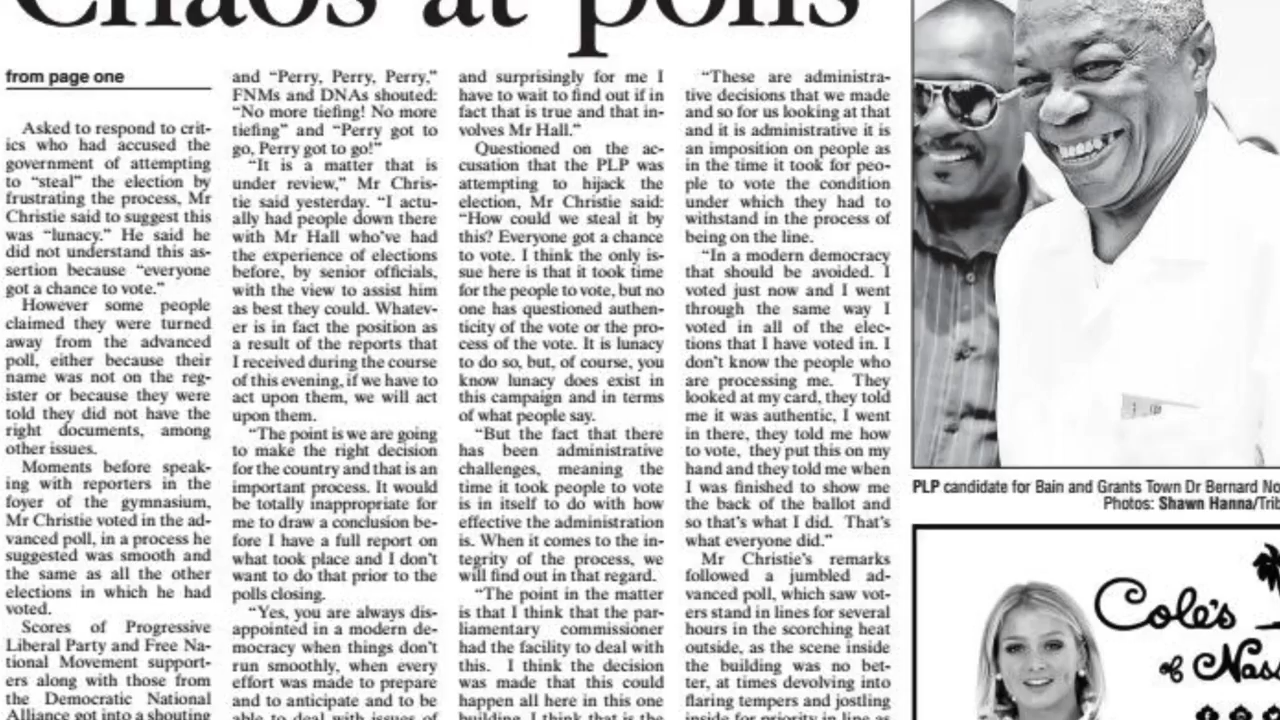 Chaos at polls
from page one
Asked to respond to crit-
ics who had accused the
government of attempting
to “steal” the election by
frustrating the process, Mr
Christie said to suggest this
was “lunacy.” He said he
did not understand this as-
sertion because “everyone
got a chance to vote.”
However some people
claimed they were turned
away from the advanced
poll, either because their
name was not on the reg-
ister or because they were
told they did not have the
right documents, among
other issues.
Moments before speak-
ing with reporters in the
foyer of the gymnasium,
Mr Christie voted in the ad-
vanced poll, in a process he
suggested was smooth and
the same as all the other
elections in which he had
voted.
Scores of Progressive
Liberal Party and Free Na-
tional Movement support-
ers along with those from
the Democratic National
Alliance got into a shouting
and “Perry, Perry, Perry,”
FNMs and DNAs shouted:
“No more tiefing! No more
tiefing” and “Perry got to
go, Perry got to go!”
“It is a matter that is
under review,” Mr Chris-
tie said yesterday. “I actu-
ally had people down there
with Mr Hall who’ve had
the experience of elections
before, by senior officials,
with the view to assist him
as best they could. Whatev-
er is in fact the position as
a result of the reports that
I received during the course
of this evening, if we have to
act upon them, we will act
upon them.
“The point is we are going
to make the right decision
for the country and that is an
important process. It would
be totally inappropriate for
me to draw a conclusion be-
fore I have a full report on
what took place and I don’t
want to do that prior to the
polls closing.
“Yes, you are always dis-
appointed in a modern de-
mocracy when things don’t
run smoothly, when every
effort was made to prepare
and to anticipate and to be
able to deal with issues of
and surprisingly for me I
have to wait to find out if in
fact that is true and that in-
volves Mr Hall.”
Questioned on the ac-
cusation that the PLP was
attempting to hijack the
election, Mr Christie said:
“How could we steal it by
this? Everyone got a chance
to vote. I think the only is-
sue here is that it took time
for the people to vote, but no
one has questioned authen-
ticity of the vote or the pro-
cess of the vote. It is lunacy
to do so, but, of course, you
know lunacy does exist in
this campaign and in terms
of what people say.
“But the fact that there
has been administrative
challenges, meaning the
time it took people to vote
is in itself to do with how
effective the administration
is. When it comes to the in-
tegrity of the process, we
will find out in that regard.
“The point in the matter
is that I think that the par-
liamentary commissioner
had the facility to deal with
this. I think the decision
was made that this could
happen all here in this one
building. I think that is the
“These are administra-
tive decisions that we made
and so for us looking at that
and it is administrative it is
an imposition on people as
in the time it took for peo-
ple to vote the condition
under which they had to
withstand in the process of
being on the line.
“In a modern democracy
that should be avoided. I
voted just now and I went
through the same way I
voted in all of the elec-
tions that I have voted in. I
don’t know the people who
are processing me. They
looked at my card, they told
me it was authentic, I went
in there, they told me how
to vote, they put this on my
hand and they told me when
I was finished to show me
the back of the ballot and
so that’s what I did. That’s
what everyone did.”
Mr Christie’s remarks
followed a jumbled ad-
vanced poll, which saw vot-
ers stand in lines for several
hours in the scorching heat
outside, as the scene inside
the building was no bet-
ter, at times devolving into
flaring tempers and jostling
inside for priority in line as
PLP candidate for Bain and Grants Town Dr Bernard No
Photos: Shawn Hanna/Trib
Cole’s
of Nass